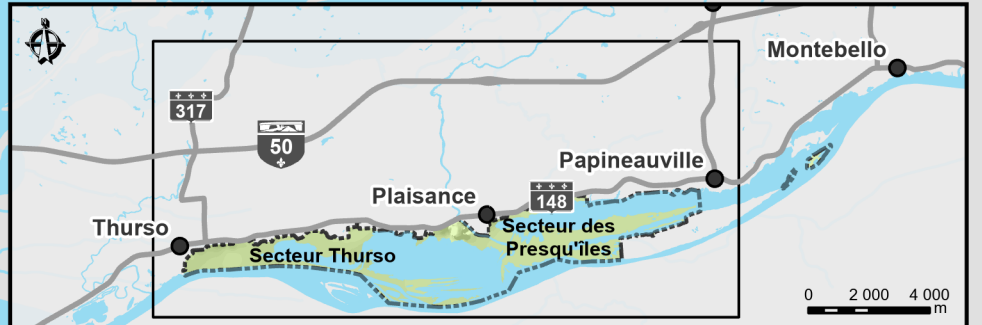 N
Montebello
317
50
Papineauville
148
Plaisance
Thurso
Secteur des
Presqu'îles
Secteur Thurso
0 2 000 4 000
m